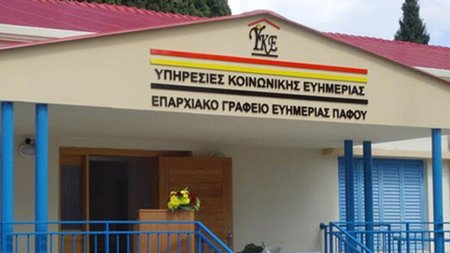 ΥΚΕ
ΥΠΗΡΕΣΙΕΣ ΚΟΙΝΩΝΙΚΗΣ ΕΥΗΜΕΡΙΑΣ
ΕΠΑΡΧΙΑΚΟ ΓΡΑΦΕΙΟ ΕΥΗΜΕΡΙΑΣ ΠΑΦΟΥ